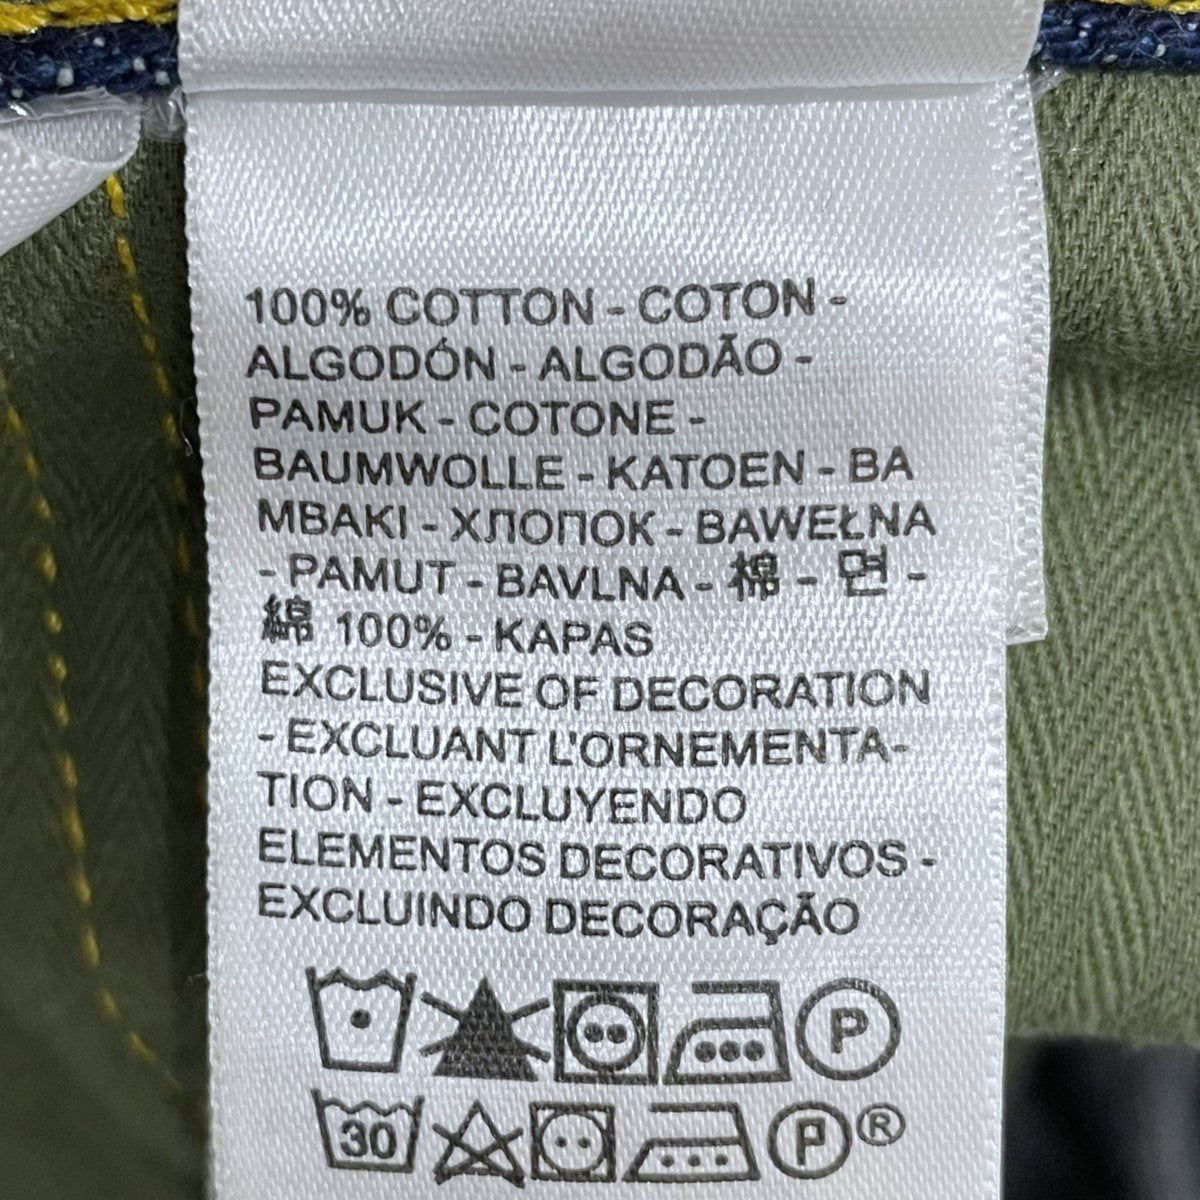 100% COTTON - COTON -
ALGODÓN - ALGODÃO -
PAMUK - COTONE -
BAUMWOLLE - KATOEN - BA
MBAKI - ХЛОПОК - BAWEŁNA
- PAMUT - BAVLNA - 棉 - 면 -
綿 100% - KAPAS
EXCLUSIVE OF DECORATION
- EXCLUANT L'ORNEMENTA-
TION - EXCLUYENDO
ELEMENTOS DECORATIVOS -
EXCLUINDO DECORAÇÃO
P
30 P ®